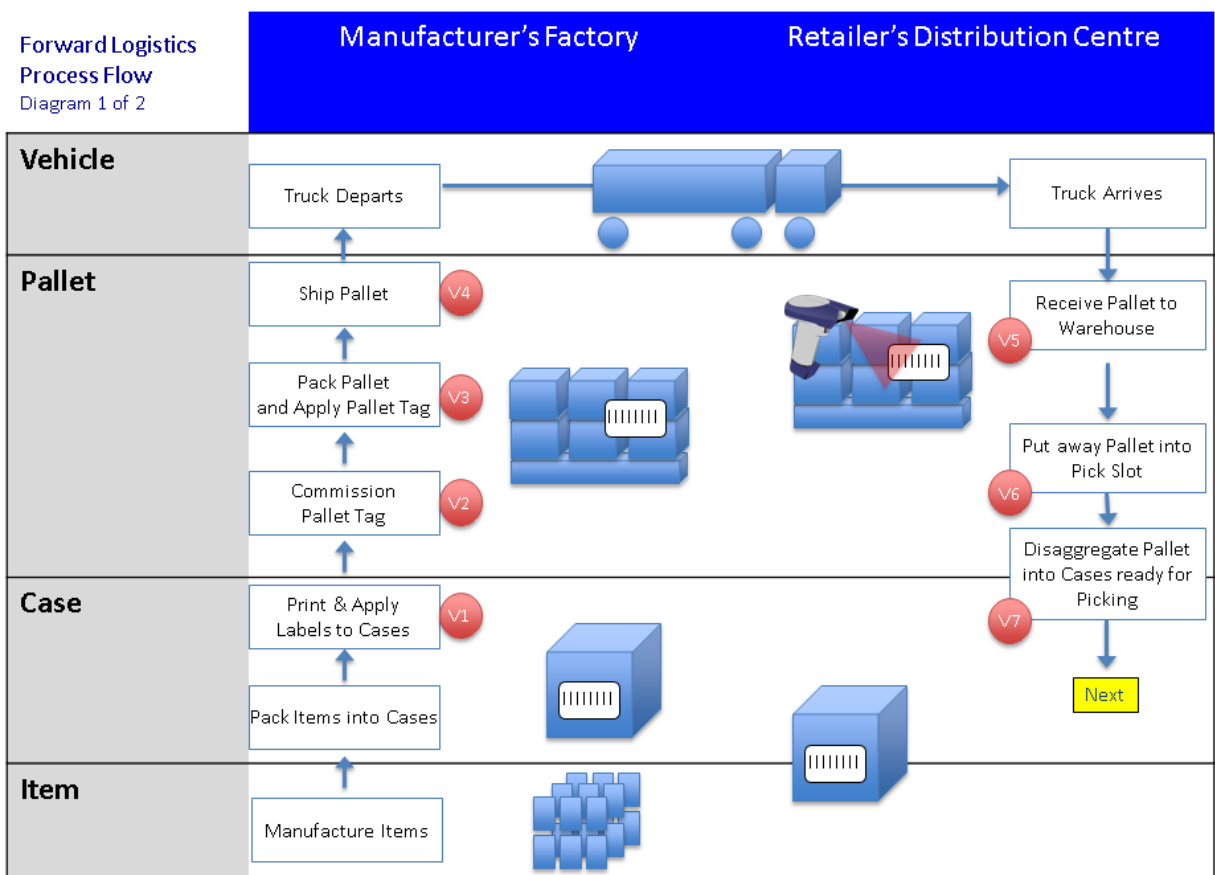 Forward Logistics
Process Flow
Diagram 1 of 2
Manufacturer’s Factory
Retailer’s Distribution Centre
Vehicle
Truck Departs
Truck Arrives
Pallet
Ship Pallet
V4
Receive Pallet to
Warehouse
V5
Pack Pallet
and Apply Pallet Tag
V3
Put away Pallet into
Pick Slot
V6
Commission
Pallet Tag
V2
Disaggregate Pallet
into Cases ready for
Picking
V7
Case
Print & Apply
Labels to Cases
V1
Next
Pack Items into Cases
Item
Manufacture Items